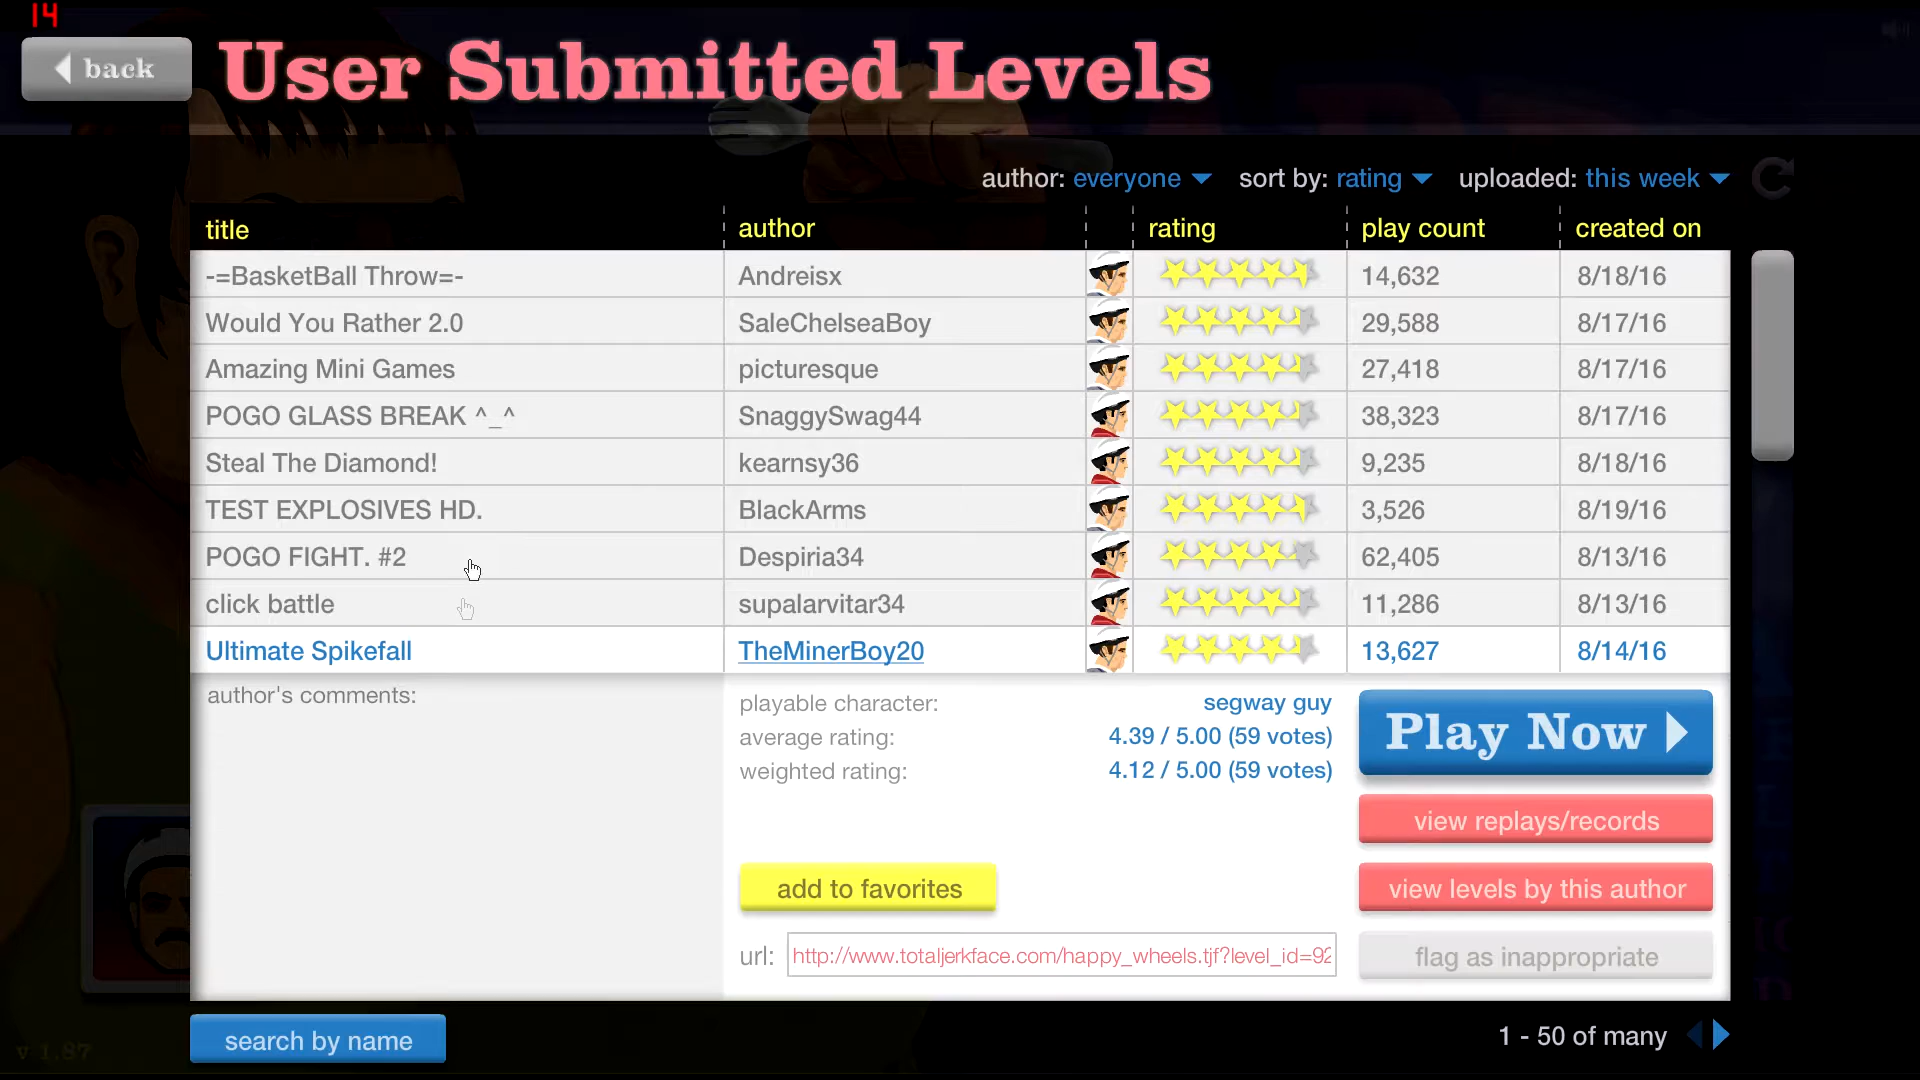 14
back
User Submitted Levels
author: everyone sort by: rating uploaded: this week
title author rating play count created on
-=BasketBall Throw=- Andreisx 14,632 8/18/16
Would You Rather 2.0 SaleChelseaBoy 29,588 8/17/16
Amazing Mini Games picturesque 27,418 8/17/16
POGO GLASS BREAK ^_^ SnaggySwag44 38,323 8/17/16
Steal The Diamond! kearnsy36 9,235 8/18/16
TEST EXPLOSIVES HD. BlackArms 3,526 8/19/16
POGO FIGHT. #2 Despiria34 62,405 8/13/16
click battle supalarvitar34 11,286 8/13/16
Ultimate Spikefall TheMinerBoy20 13,627 8/14/16
author's comments:
playable character: segway guy
average rating: 4.39 / 5.00 (59 votes)
weighted rating: 4.12 / 5.00 (59 votes)
Play Now
view replays/records
add to favorites
view levels by this author
url: http://www.totaljerkface.com/happy_wheels.tjf?level_id=92
flag as inappropriate
search by name
1 - 50 of many
v 1.87